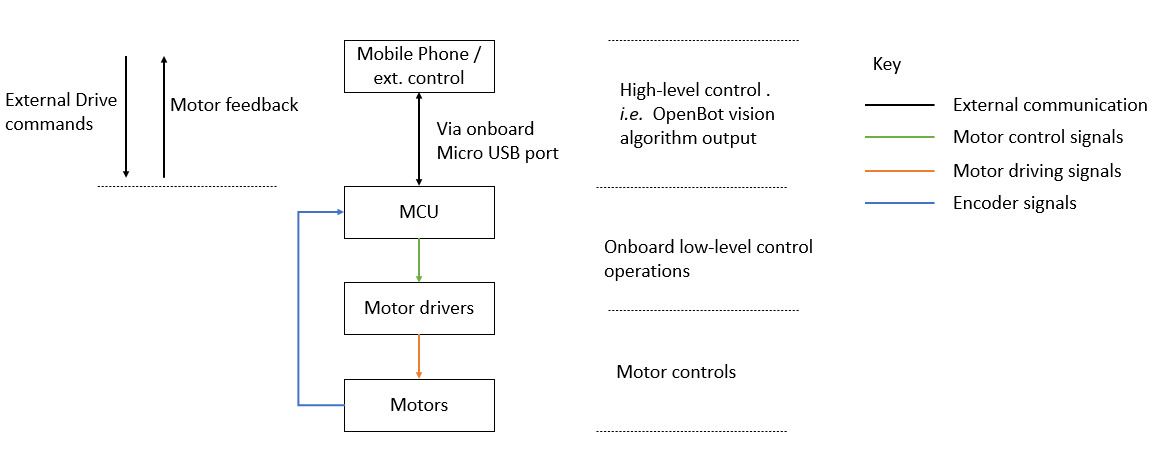 Mobile Phone /
ext. control
External Drive
commands
Motor feedback
Via onboard
Micro USB port
MCU
Motor drivers
Motors
High-level control .
i.e. OpenBot vision
algorithm output
Onboard low-level control
operations
Motor controls
Key
External communication
Motor control signals
Motor driving signals
Encoder signals